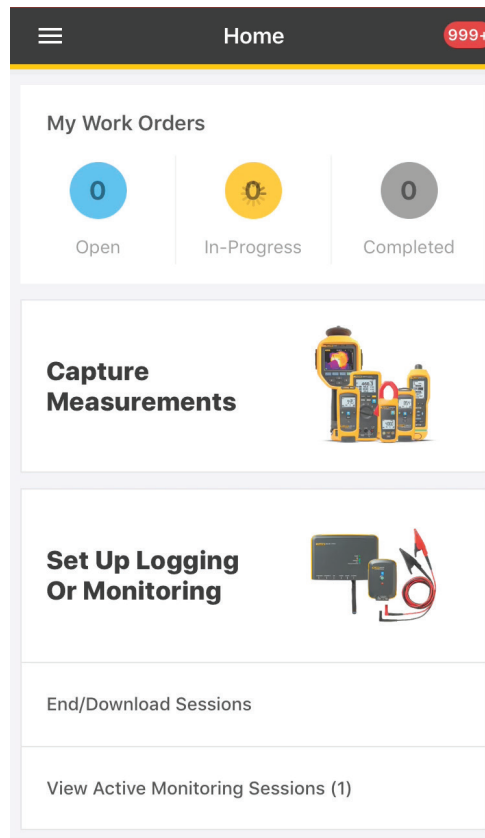 Home
999+
My Work Orders
0
0
0
Open
In-Progress
Completed
Capture
Measurements
Set Up Logging
Or Monitoring
End/Download Sessions
View Active Monitoring Sessions (1)